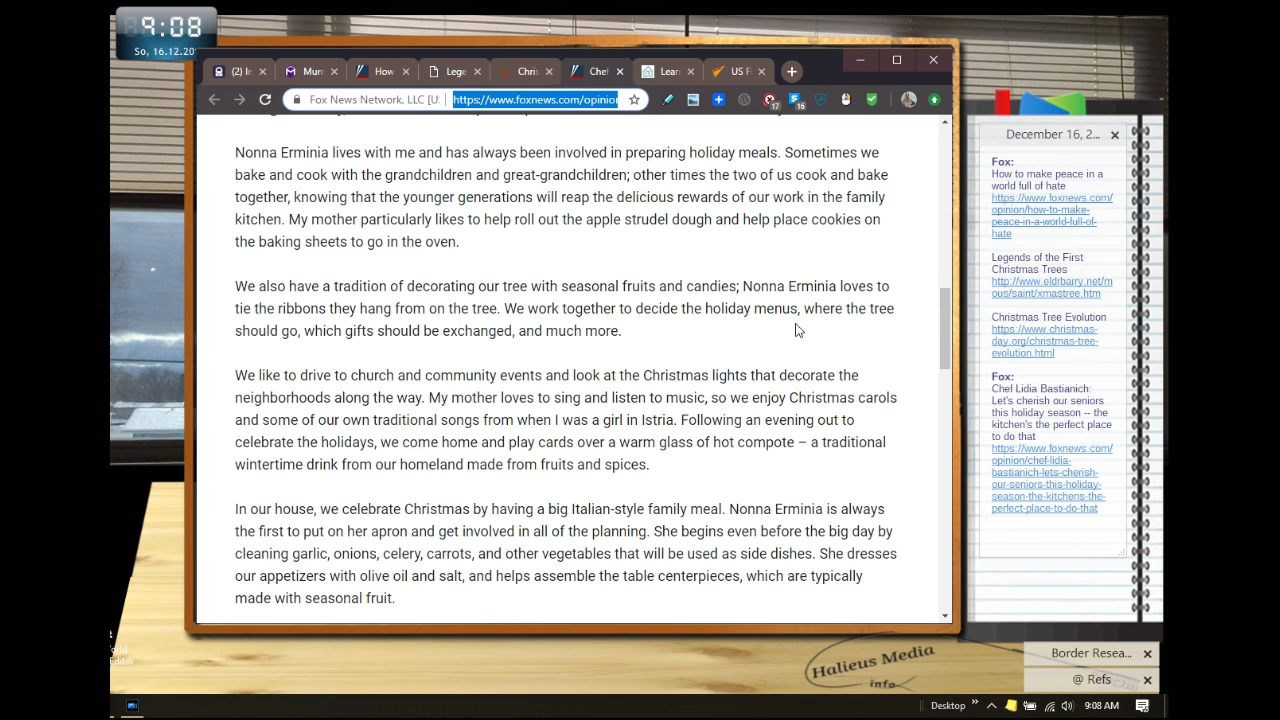 9:08
So, 16.12.20
(2) In
Mun
How
Lege
Chris
Chef
Learn
US F
Fox News Network, LLC [U
https://www.foxnews.com/opinion
17
16
Nonna Erminia lives with me and has always been involved in preparing holiday meals. Sometimes we
bake and cook with the grandchildren and great-grandchildren; other times the two of us cook and bake
together, knowing that the younger generations will reap the delicious rewards of our work in the family
kitchen. My mother particularly likes to help roll out the apple strudel dough and help place cookies on
the baking sheets to go in the oven.
We also have a tradition of decorating our tree with seasonal fruits and candies; Nonna Erminia loves to
tie the ribbons they hang from on the tree. We work together to decide the holiday menus, where the tree
should go, which gifts should be exchanged, and much more.
We like to drive to church and community events and look at the Christmas lights that decorate the
neighborhoods along the way. My mother loves to sing and listen to music, so we enjoy Christmas carols
and some of our own traditional songs from when I was a girl in Istria. Following an evening out to
celebrate the holidays, we come home and play cards over a warm glass of hot compote – a traditional
wintertime drink from our homeland made from fruits and spices.
In our house, we celebrate Christmas by having a big Italian-style family meal. Nonna Erminia is always
the first to put on her apron and get involved in all of the planning. She begins even before the big day by
cleaning garlic, onions, celery, carrots, and other vegetables that will be used as side dishes. She dresses
our appetizers with olive oil and salt, and helps assemble the table centerpieces, which are typically
made with seasonal fruit.
December 16, 2...
Fox:
How to make peace in a
world full of hate
https://www.foxnews.com/
opinion/how-to-make-
peace-in-a-world-full-of-
hate
Legends of the First
Christmas Trees
http://www.eldrbarry.net/m
ous/saint/xmastree.htm
Christmas Tree Evolution
https://www.christmas-
day.org/christmas-tree-
evolution.html
Fox:
Chef Lidia Bastianich:
Let's cherish our seniors
this holiday season -- the
kitchen's the perfect place
to do that
https://www.foxnews.com/
opinion/chef-lidia-
bastianich-lets-cherish-
our-seniors-this-holiday-
season-the-kitchens-the-
perfect-place-to-do-that
Border Resea...
@ Refs
Halieus Media
info
orld
Editor
Desktop
9:08 AM